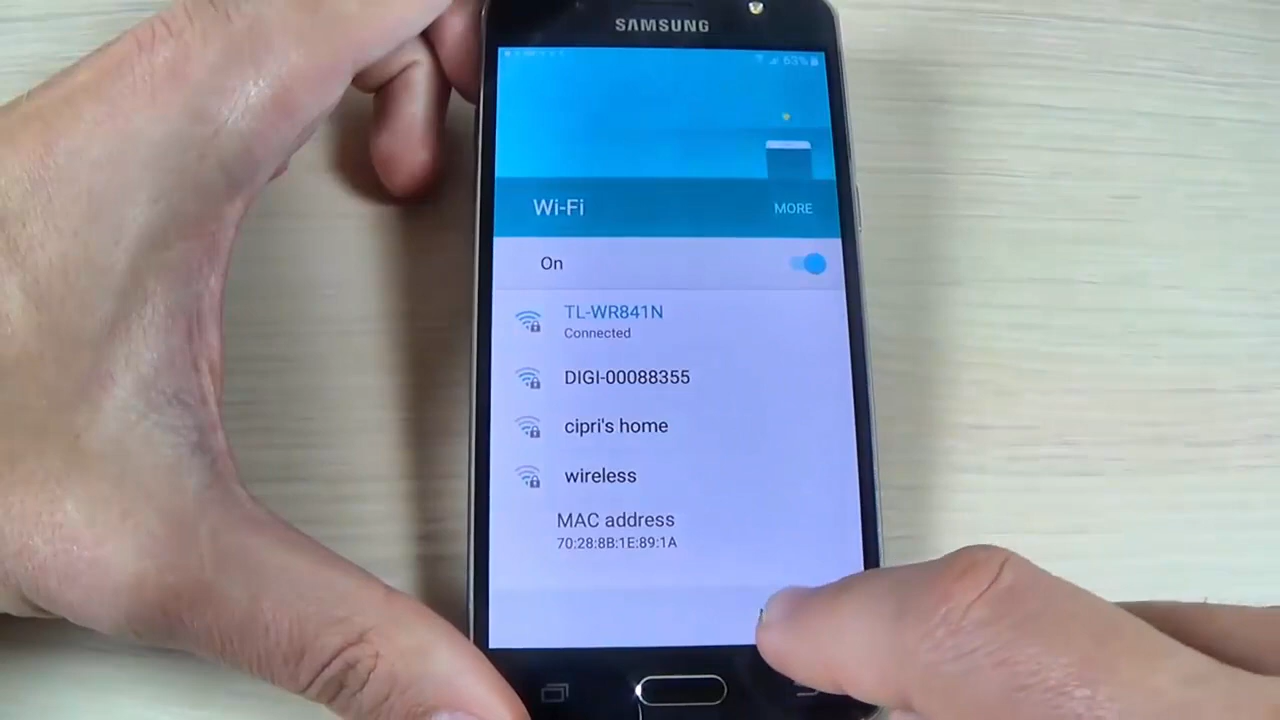 SAMSUNG
63%
Wi-Fi
MORE
On
TL-WR841N
Connected
DIGI-00088355
cipri's home
wireless
MAC address
70:28:8B:1E:89:1A